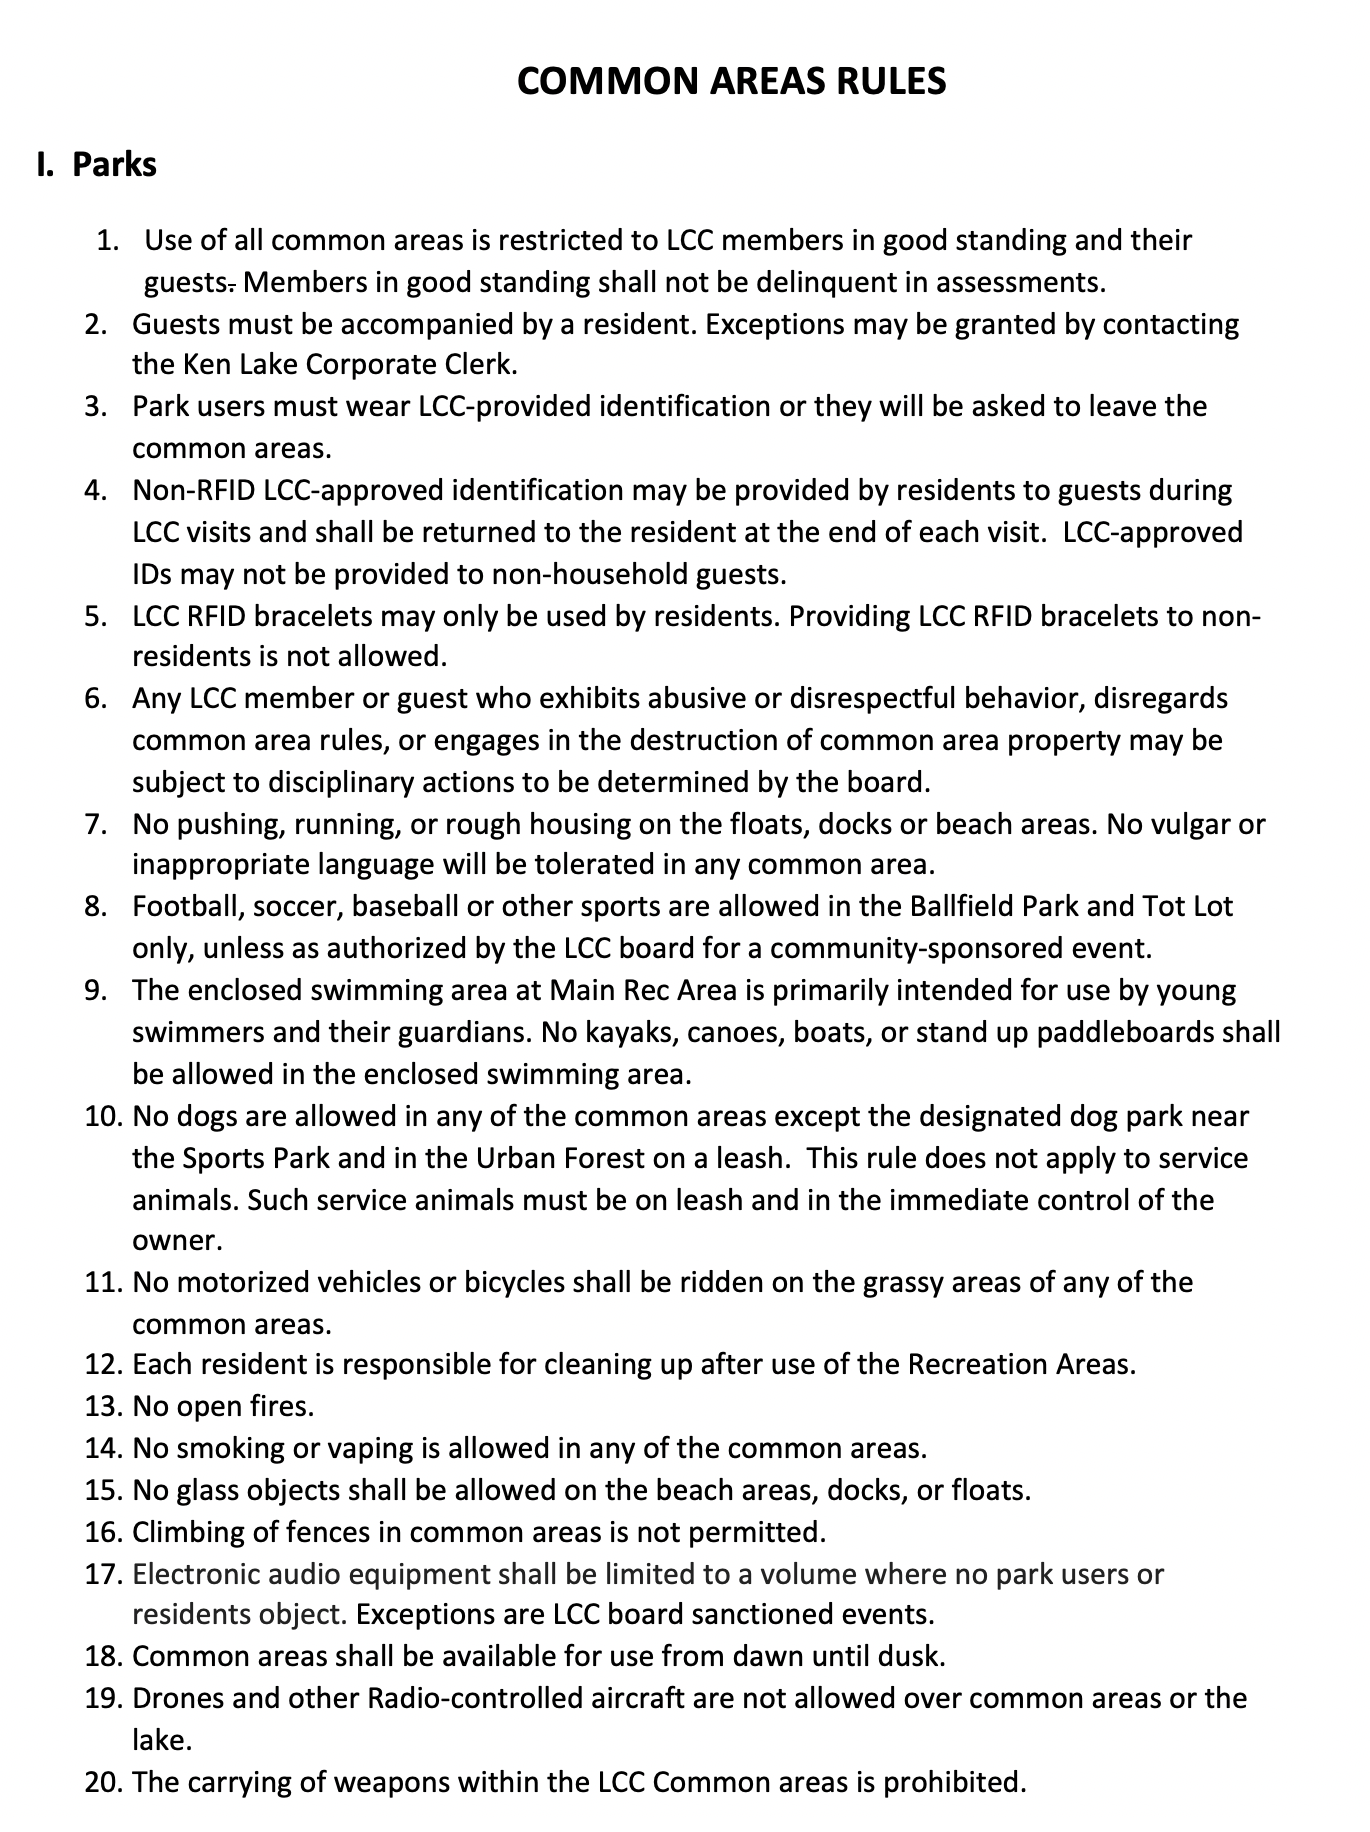 COMMON AREAS RULES
I. Parks
1. Use of all common areas is restricted to LCC members in good standing and their
guests. Members in good standing shall not be delinquent in assessments.
2. Guests must be accompanied by a resident. Exceptions may be granted by contacting
the Ken Lake Corporate Clerk.
3. Park users must wear LCC-provided identification or they will be asked to leave the
common areas.
4. Non-RFID LCC-approved identification may be provided by residents to guests during
LCC visits and shall be returned to the resident at the end of each visit.  LCC-approved
IDs may not be provided to non-household guests.
5. LCC RFID bracelets may only be used by residents. Providing LCC RFID bracelets to non-
residents is not allowed.
6. Any LCC member or guest who exhibits abusive or disrespectful behavior, disregards
common area rules, or engages in the destruction of common area property may be
subject to disciplinary actions to be determined by the board.
7. No pushing, running, or rough housing on the floats, docks or beach areas. No vulgar or
inappropriate language will be tolerated in any common area.
8. Football, soccer, baseball or other sports are allowed in the Ballfield Park and Tot Lot
only, unless as authorized by the LCC board for a community-sponsored event.
9. The enclosed swimming area at Main Rec Area is primarily intended for use by young
swimmers and their guardians. No kayaks, canoes, boats, or stand up paddleboards shall
be allowed in the enclosed swimming area.
10. No dogs are allowed in any of the common areas except the designated dog park near
the Sports Park and in the Urban Forest on a leash.  This rule does not apply to service
animals. Such service animals must be on leash and in the immediate control of the
owner.
11. No motorized vehicles or bicycles shall be ridden on the grassy areas of any of the
common areas.
12. Each resident is responsible for cleaning up after use of the Recreation Areas.
13. No open fires.
14. No smoking or vaping is allowed in any of the common areas.
15. No glass objects shall be allowed on the beach areas, docks, or floats.
16. Climbing of fences in common areas is not permitted.
17. Electronic audio equipment shall be limited to a volume where no park users or
residents object. Exceptions are LCC board sanctioned events.
18. Common areas shall be available for use from dawn until dusk.
19. Drones and other Radio-controlled aircraft are not allowed over common areas or the
lake.
20. The carrying of weapons within the LCC Common areas is prohibited.